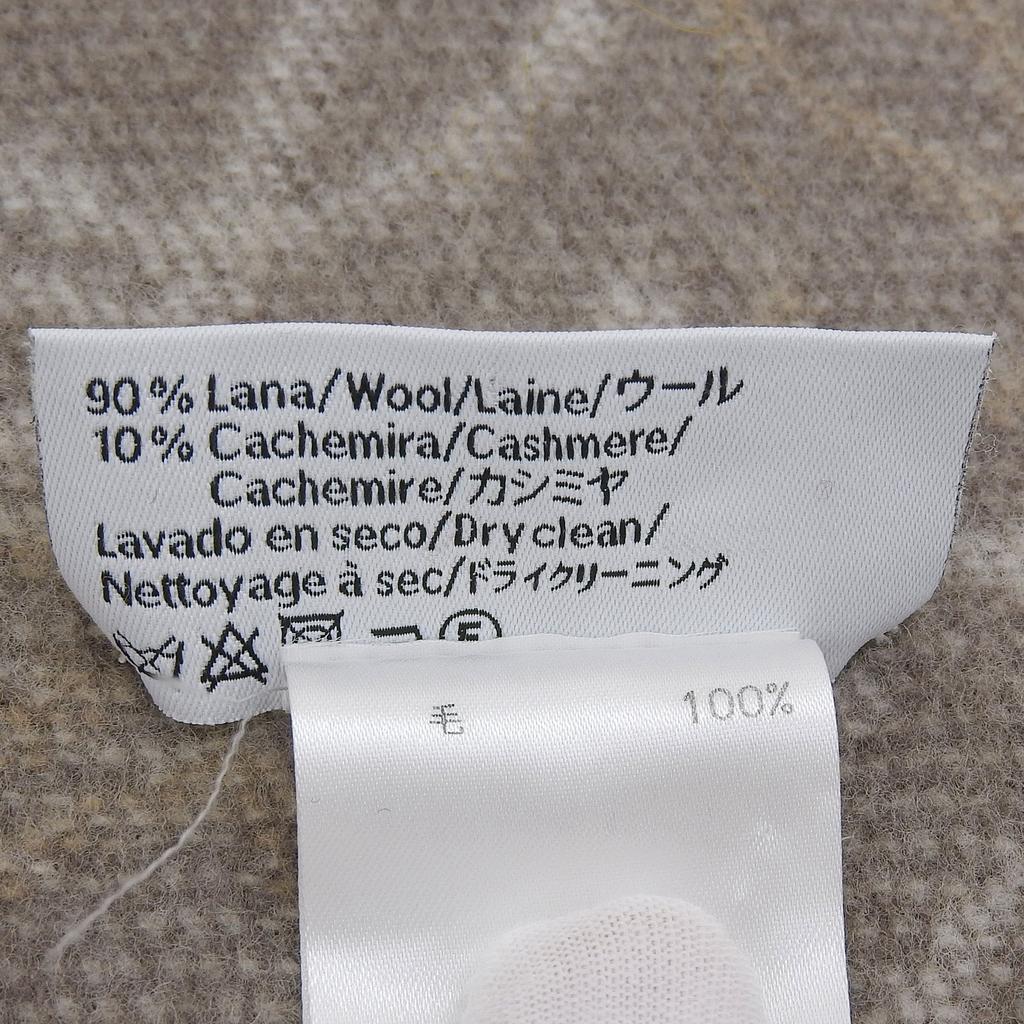 90% Lana/Wool/Laine/ウール
10% Cachemira/Cashmere/
Cachemire/カシミヤ
Lavado en seco/Dry clean/
Nettoyage à sec/ドライクリーニング
毛 100%